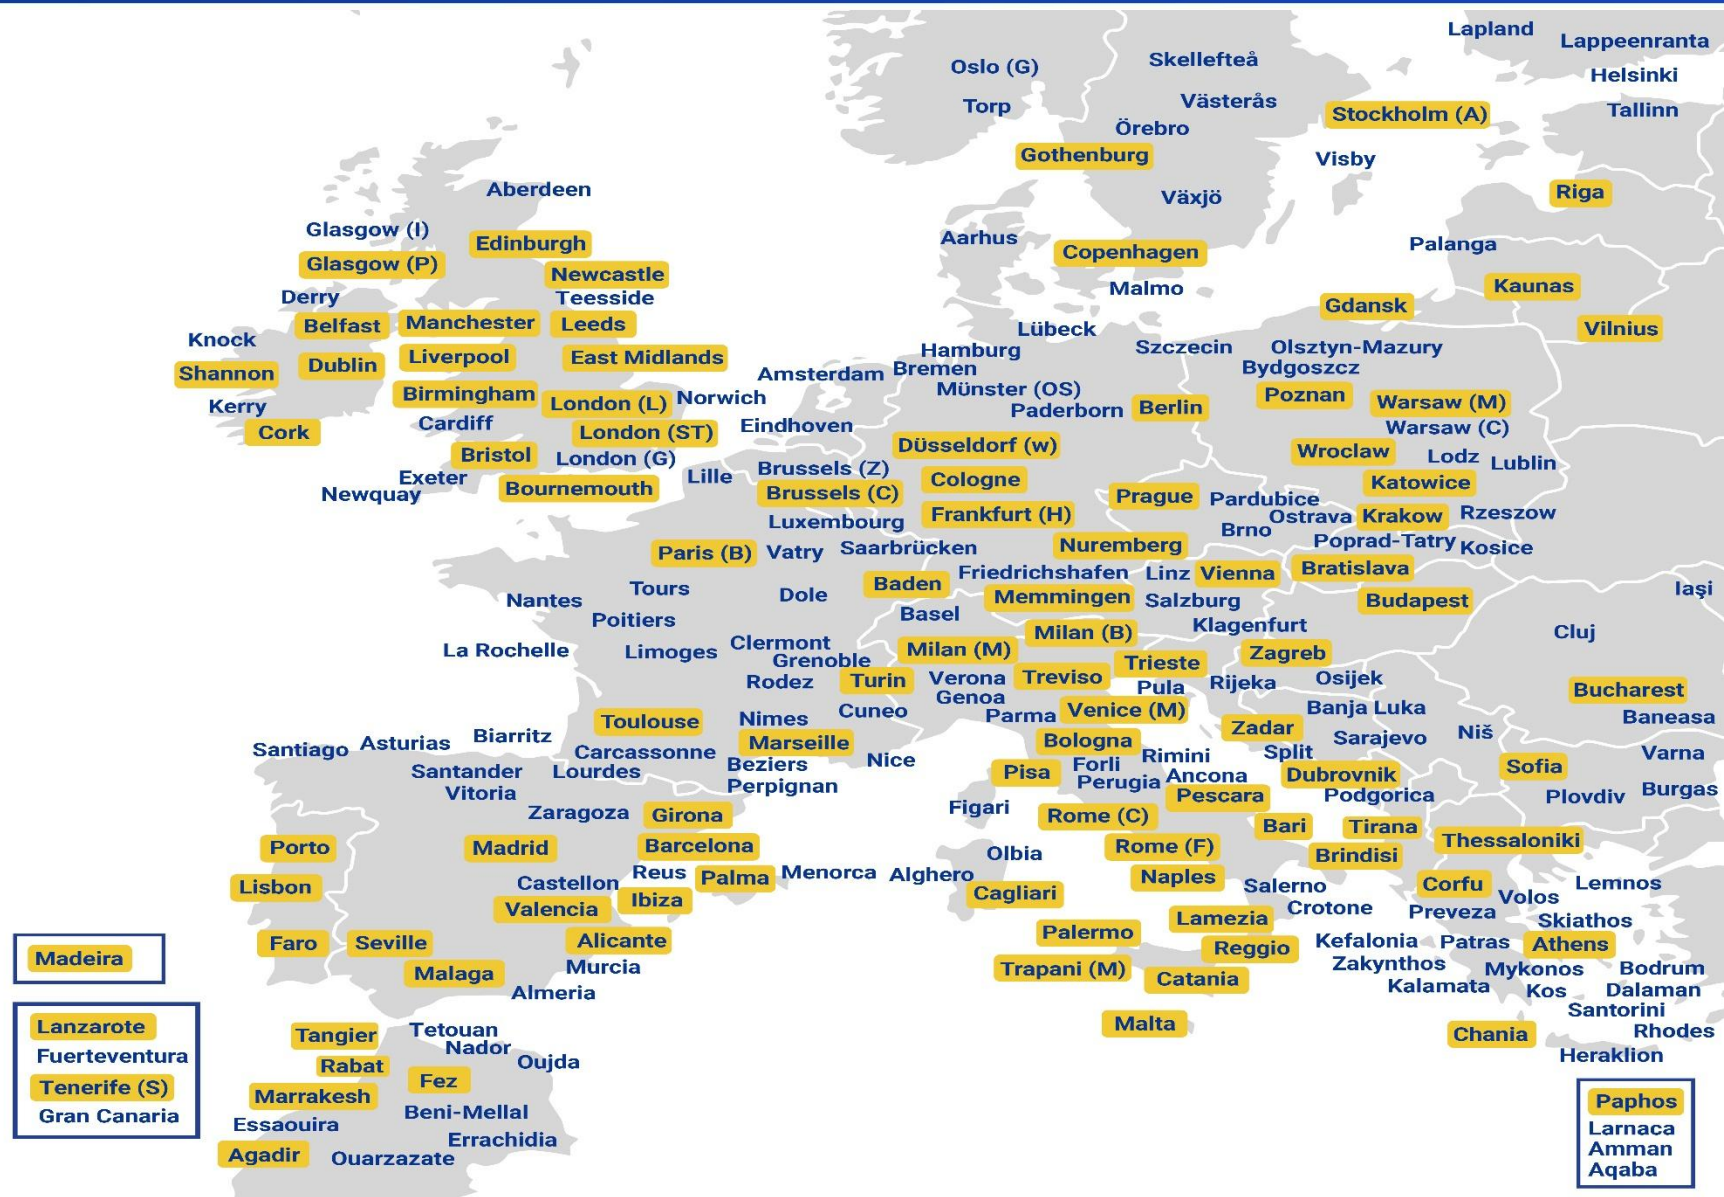 Lapland
Lappeenranta
Oslo (G)
Skellefteå
Helsinki
Torp
Västerås
Stockholm (A)
Tallinn
Örebro
Gothenburg
Visby
Aberdeen
Växjö
Riga
Glasgow (I)
Edinburgh
Aarhus
Copenhagen
Palanga
Glasgow (P)
Newcastle
Malmo
Kaunas
Derry
Teesside
Gdansk
Belfast
Manchester
Leeds
Lübeck
Vilnius
Knock
Dublin
Liverpool
East Midlands
Hamburg
Szczecin
Olsztyn-Mazury
Shannon
Amsterdam
Bremen
Bydgoszcz
Kerry
Birmingham
London (L)
Norwich
Münster (OS)
Paderborn
Berlin
Poznan
Warsaw (M)
Cork
Cardiff
London (ST)
Eindhoven
Warsaw (C)
Bristol
London (G)
Düsseldorf (w)
Wroclaw
Lodz
Lublin
Exeter
Newquay
Bournemouth
Lille
Brussels (Z)
Brussels (C)
Cologne
Prague
Pardubice
Katowice
Luxembourg
Frankfurt (H)
Ostrava
Krakow
Rzeszow
Brno
Paris (B)
Vatry
Saarbrücken
Nuremberg
Poprad-Tatry
Kosice
Friedrichshafen
Linz
Vienna
Bratislava
Tours
Dole
Baden
Memmingen
Salzburg
Budapest
Iaşi
Nantes
Poitiers
Basel
Klagenfurt
Cluj
La Rochelle
Limoges
Clermont
Grenoble
Milan (M)
Milan (B)
Trieste
Zagreb
Rodez
Turin
Verona
Treviso
Pula
Rijeka
Osijek
Bucharest
Genoa
Toulouse
Nimes
Cuneo
Parma
Venice (M)
Banja Luka
Baneasa
Santiago
Asturias
Biarritz
Carcassonne
Marseille
Nice
Bologna
Zadar
Sarajevo
Niš
Split
Varna
Santander
Lourdes
Beziers
Pisa
Forli
Rimini
Ancona
Dubrovnik
Sofia
Vitoria
Perpignan
Perugia
Pescara
Podgorica
Plovdiv
Burgas
Zaragoza
Girona
Figari
Rome (C)
Bari
Tirana
Thessaloniki
Porto
Madrid
Barcelona
Olbia
Rome (F)
Brindisi
Lisbon
Castellon
Reus
Palma
Menorca
Alghero
Cagliari
Naples
Salerno
Corfu
Lemnos
Valencia
Ibiza
Crotone
Volos
Preveza
Faro
Seville
Alicante
Palermo
Lamezia
Skiathos
Madeira
Malaga
Murcia
Trapani (M)
Reggio
Kefalonia
Patras
Athens
Zakynthos
Mykonos
Bodrum
Almeria
Catania
Kalamata
Kos
Dalaman
Santorini
Lanzarote
Tangier
Tetouan
Malta
Chania
Rhodes
Fuerteventura
Nador
Oujda
Heraklion
Tenerife (S)
Rabat
Fez
Gran Canaria
Marrakesh
Beni-Mellal
Paphos
Essaouira
Errachidia
Larnaca
Agadir
Ouarzazate
Amman
Aqaba